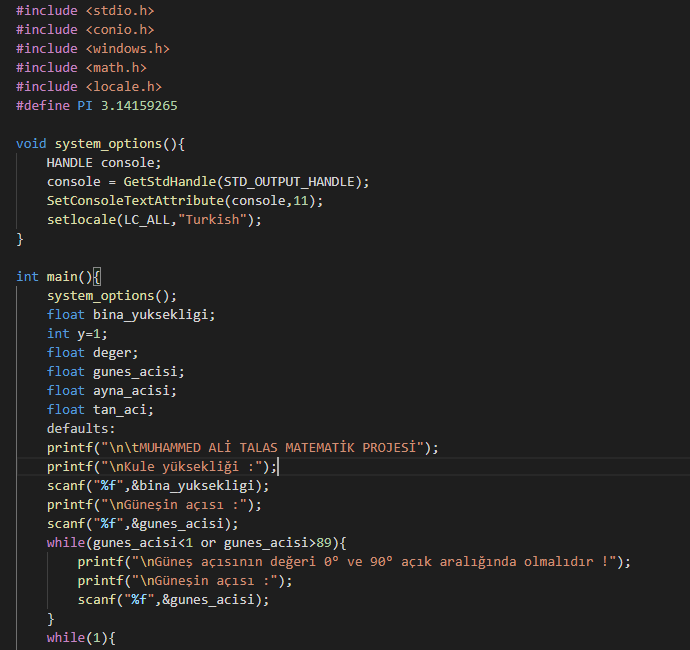 #include <stdio.h>
#include <conio.h>
#include <windows.h>
#include <math.h>
#include <locale.h>
#define PI 3.14159265
void system_options(){
HANDLE console;
console = GetStdHandle(STD_OUTPUT_HANDLE);
SetConsoleTextAttribute(console,11);
setlocale(LC_ALL,"Turkish");
}
int main(){
system_options();
float bina_yuksekligi;
int y=1;
float deger;
float gunes_acisi;
float ayna_acisi;
float tan_aci;
defaults:
printf("\n\tMUHAMMED ALİ TALAS MATEMATİK PROJESİ");
printf("\nKule yüksekliği :");
scanf("%f",&bina_yuksekligi);
printf("\nGüneşin açısı :");
scanf("%f",&gunes_acisi);
while(gunes_acisi<1 or gunes_acisi>89){
printf("\nGüneş açısının değeri 0° ve 90° açık aralığında olmalıdır !");
printf("\nGüneşin açısı :");
scanf("%f",&gunes_acisi);
}
while(1){